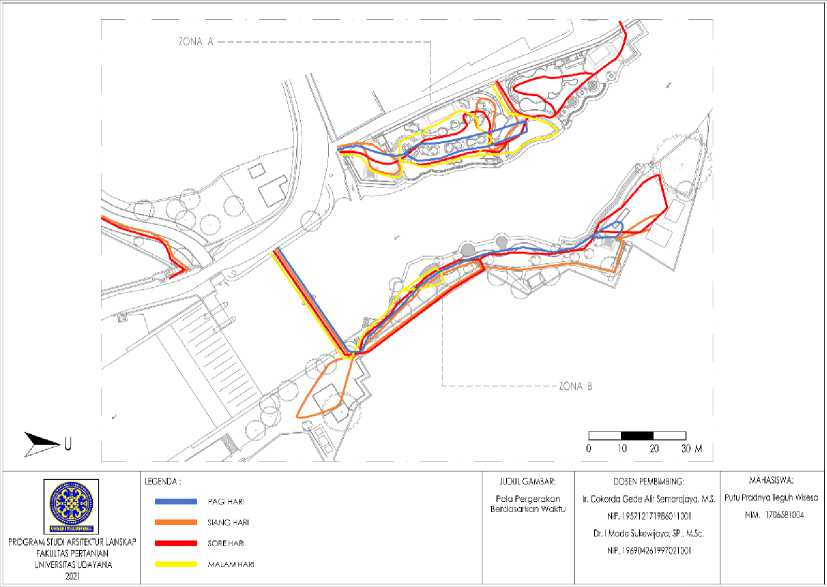 ZONA A
ZONA B
U
0 10 20 30 M
PROGRAM STUDI ARSITEKTUR LANSKAP
FAKULTAS PERTANIAN
UNIVERSITAS UDAYANA
2021
LEGENDA :
PAGI HARI
SIANG HARI
SORE HARI
MALAM HARI
JUDUL GAMBAR:
Pola Pergerakan
Berdasarkan Waktu
DOSEN PEMBIMBING:
Ir. Cokorda Gede Alit Semarajaya, M.S.
NIP. 195712171986011001
Dr. I Made Sukewijaya, SP., M.Sc.
NIP. 196904261997021001
MAHASISWA:
Putu Pradnya Teguh Wisesa
NIM. 1706581004